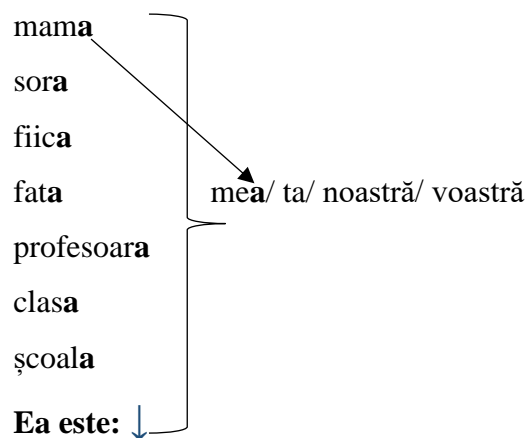 mama
sora
fiica
fata
mea/ ta/ noastră/ voastră
profesoara
clasa
școala
Ea este: ↓